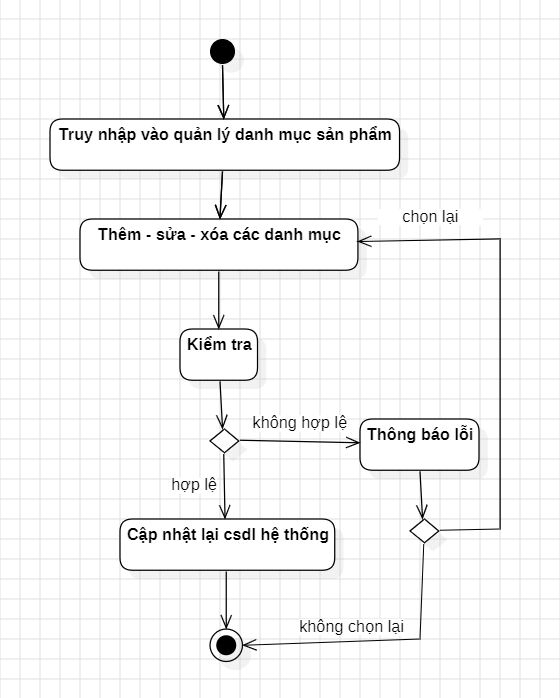 Truy nhập vào quản lý danh mục sản phẩm
chọn lại
Thêm - sửa - xóa các danh mục
Kiểm tra
không hợp lệ
Thông báo lỗi
hợp lệ
Cập nhật lại csdl hệ thống
không chọn lại